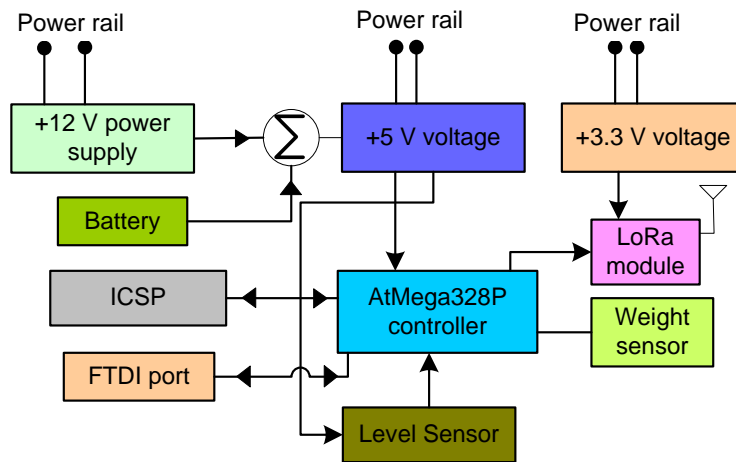 Power rail
Power rail
Power rail
+12 V power
supply
Σ
+5 V voltage
+3.3 V voltage
Battery
LoRa
module
ICSP
AtMega328P
controller
Weight
sensor
FTDI port
Level Sensor